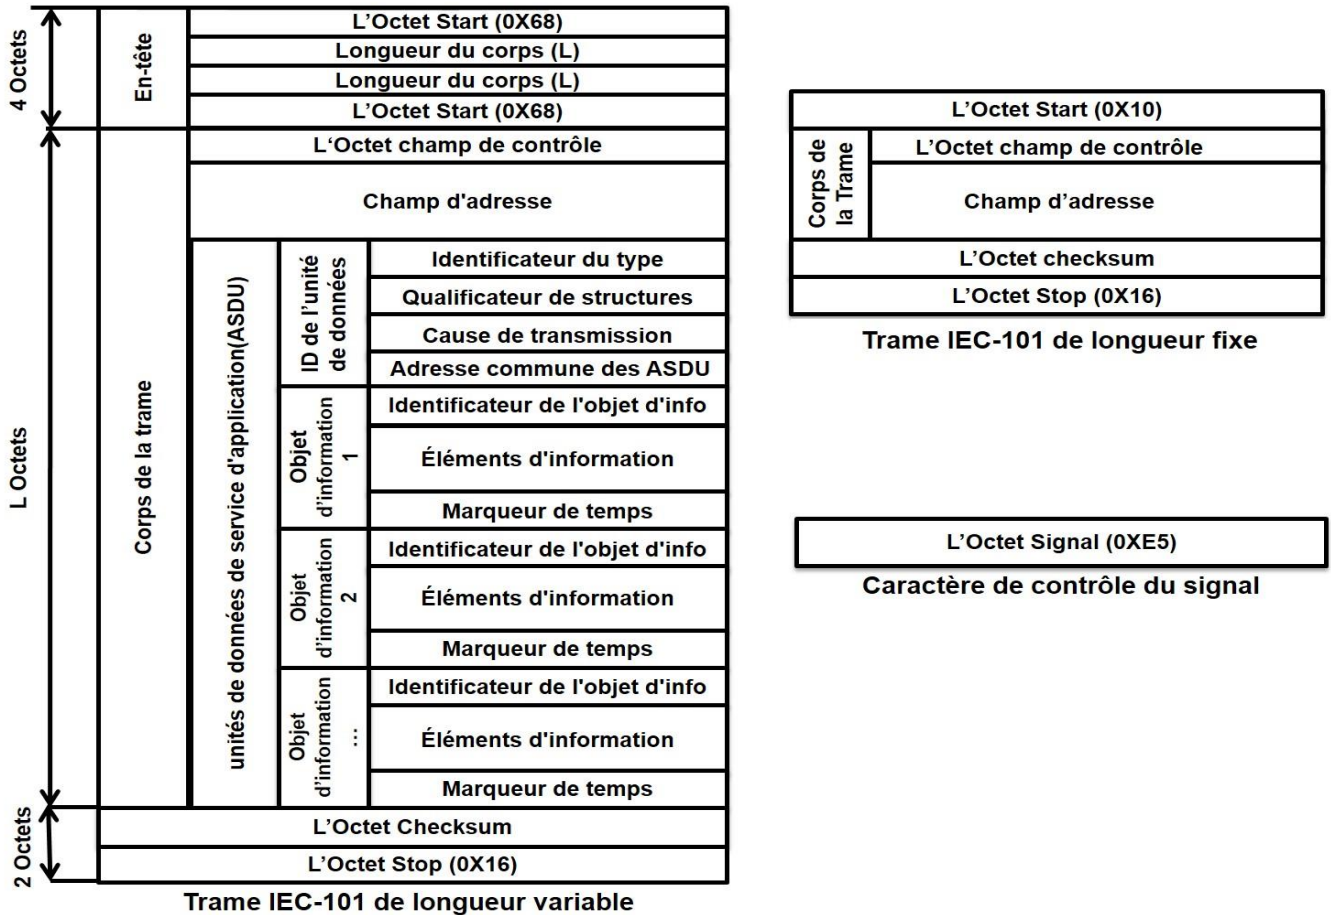 4 Octets
En-tête
L'Octet Start (0X68)
Longueur du corps (L)
Longueur du corps (L)
L'Octet Start (0X68)
L Octets
Corps de la trame
L‘Octet champ de contrôle
Champ d'adresse
unités de données de service d'application(ASDU)
ID de l'unité
de données
Identificateur du type
Qualificateur de structures
Cause de transmission
Adresse commune des ASDU
Objet
d'information
1
Identificateur de l'objet d'info
Éléments d'information
Marqueur de temps
Objet
d'information
2
Identificateur de l'objet d'info
Éléments d'information
Marqueur de temps
Objet
d'information
...
Identificateur de l'objet d'info
Éléments d'information
Marqueur de temps
2 Octets
L'Octet Checksum
L'Octet Stop (0X16)
Trame IEC-101 de longueur variable
L'Octet Start (0X10)
Corps de
la Trame
L'Octet champ de contrôle
Champ d'adresse
L'Octet checksum
L'Octet Stop (0X16)
Trame IEC-101 de longueur fixe
L'Octet Signal (0XE5)
Caractère de contrôle du signal